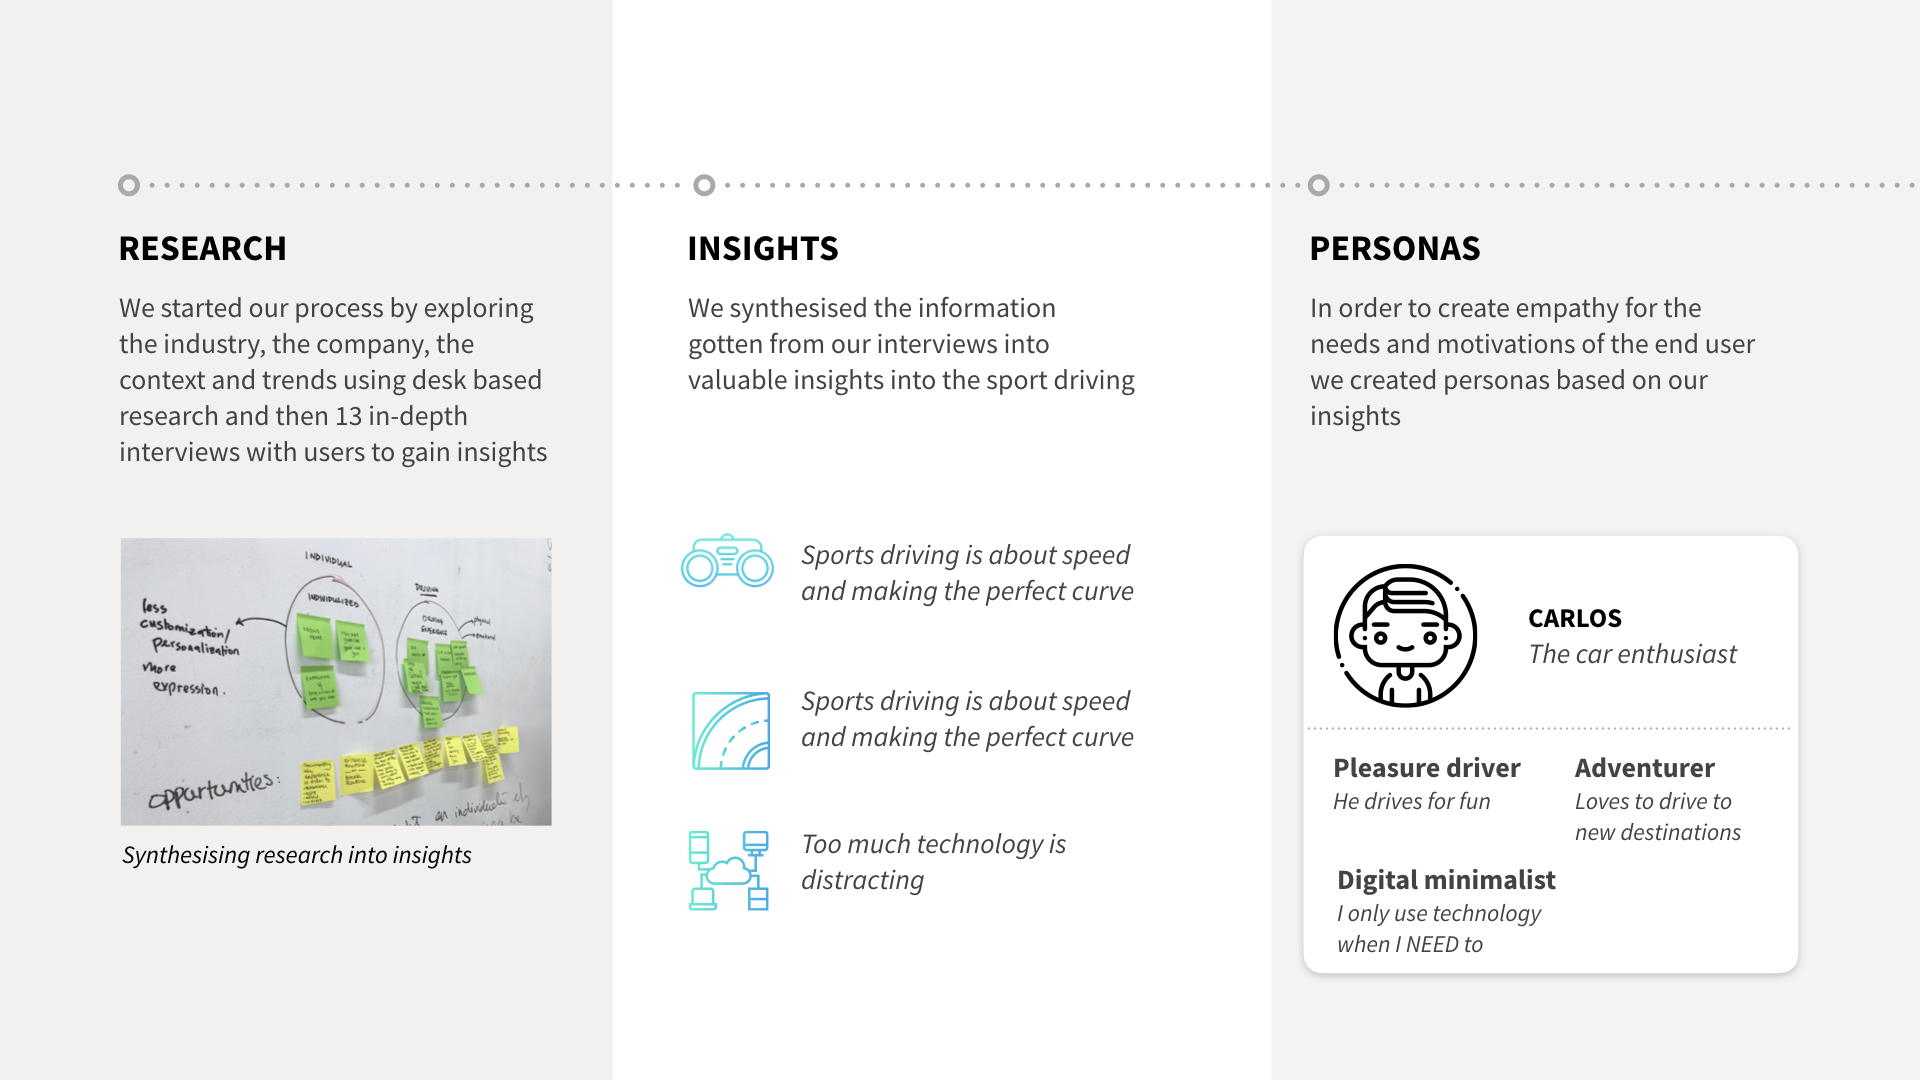 RESEARCH
We started our process by exploring
the industry, the company, the
context and trends using desk based
research and then 13 in-depth
interviews with users to gain insights
INDIVIDUAL
INDIVIDUALIZED
DRIVING
DRIVING
EXPERIENCE
physical
emotional
less
customization/
personalization
more
expression.
opportunities:
Synthesising research into insights
INSIGHTS
We synthesised the information
gotten from our interviews into
valuable insights into the sport driving
Sports driving is about speed
and making the perfect curve
Sports driving is about speed
and making the perfect curve
Too much technology is
distracting
PERSONAS
In order to create empathy for the
needs and motivations of the end user
we created personas based on our
insights
CARLOS
The car enthusiast
Pleasure driver
He drives for fun
Adventurer
Loves to drive to
new destinations
Digital minimalist
I only use technology
when I NEED to